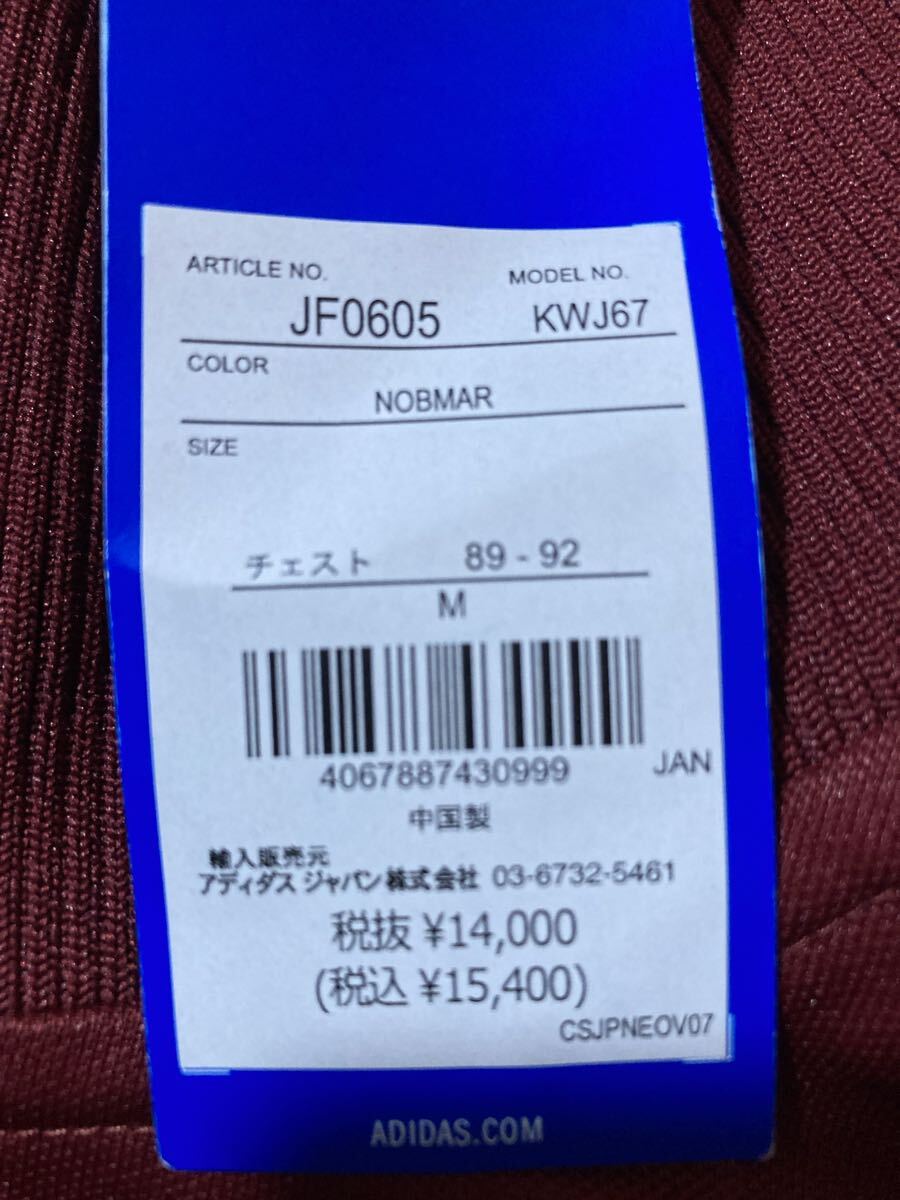 ARTICLE NO. MODEL NO.
JF0605 KWJ67
COLOR
NOBMAR
SIZE
チェスト 89 - 92
M
4067887430999 JAN
中国製
輸入販売元
アディダス ジャパン株式会社 03-6732-5461
税抜 ¥14,000
(税込 ¥15,400)
CSJPNEOV07
ADIDAS.COM